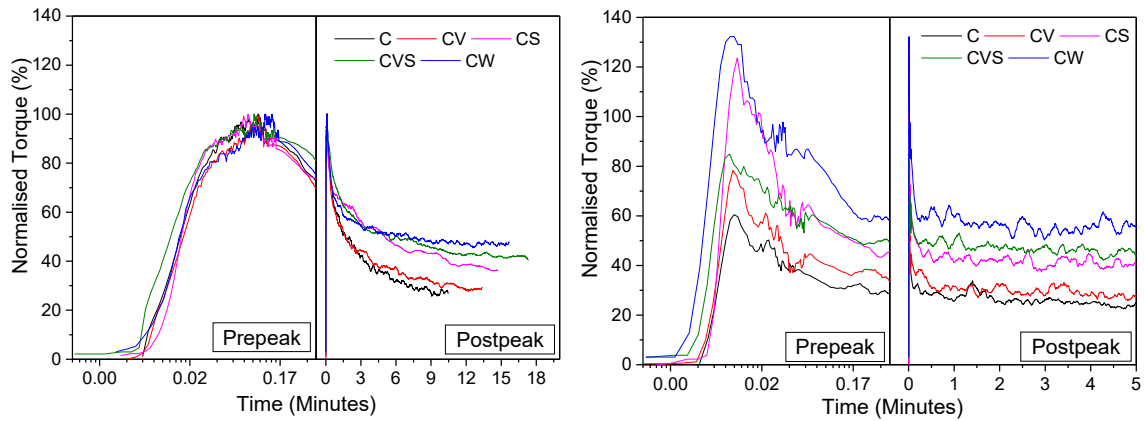 140
120
100
80
60
40
20
0
Normalised Torque (%)
C CV CS
CVS CW
Prepeak
Postpeak
0.00 0.02 0.17 0 3 6 9 12 15 18
Time (Minutes)
140
120
100
80
60
40
20
0
Normalised Torque (%)
C CV CS
CVS CW
Prepeak
Postpeak
0.00 0.02 0.17 0 1 2 3 4 5
Time (Minutes)